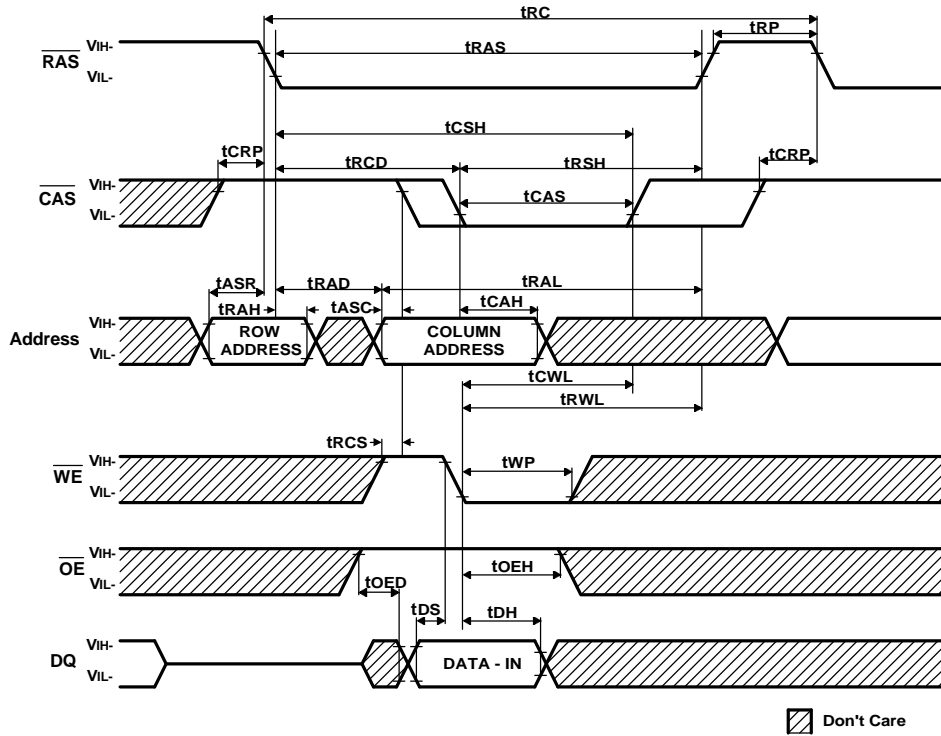 tRC
tRAS
tRP
RAS
VIH-
VIL-
tCSH
tCRP
tRCD
tRSH
tCRP
CAS
VIH-
VIL-
tCAS
tASR
tRAD
tRAL
tRAH
tASC
tCAH
Address
VIH-
VIL-
ROW
ADDRESS
COLUMN
ADDRESS
tCWL
tRWL
tRCS
WE
VIH-
VIL-
tWP
OE
VIH-
VIL-
tOED
tOEH
tDS
tDH
DQ
VIH-
VIL-
DATA - IN
Don't Care